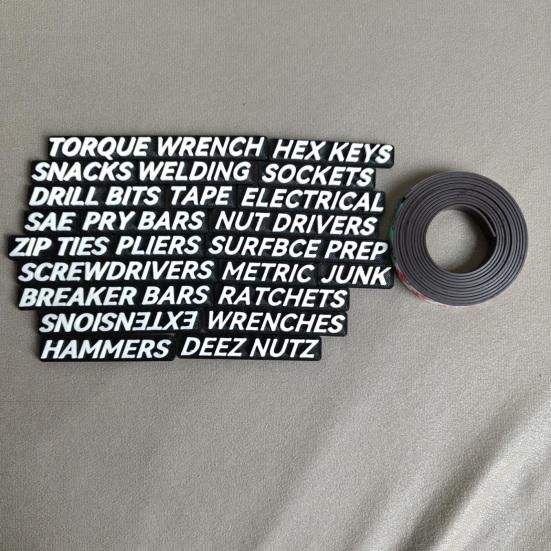 TORQUE WRENCH HEX KEYS
SNACKS WELDING SOCKETS
DRILL BITS TAPE ELECTRICAL
SAE PRY BARS NUT DRIVERS
ZIP TIES PLIERS SURFBCE PREP
SCREWDRIVERS METRIC JUNK
BREAKER BARS RATCHETS
EXTENSIONS WRENCHES
HAMMERS DEEZ NUTZ